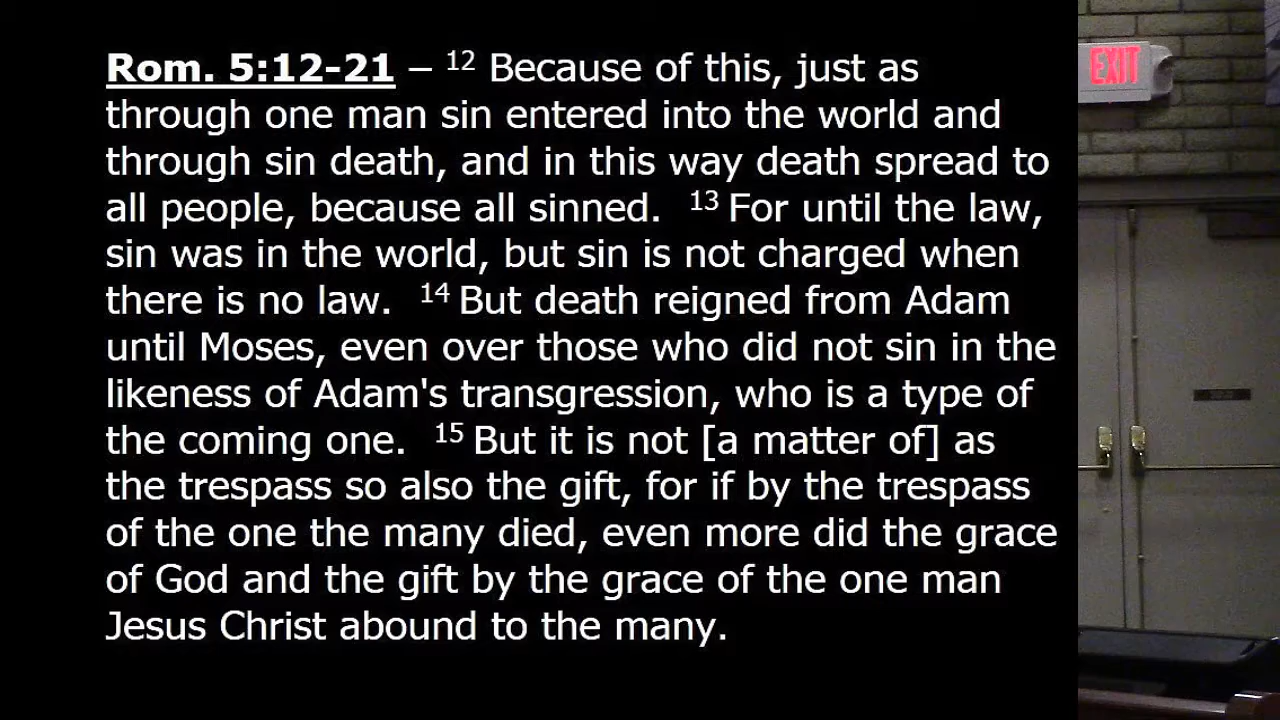 Rom. 5:12-21 – 12 Because of this, just as
through one man sin entered into the world and
through sin death, and in this way death spread to
all people, because all sinned. 13 For until the law,
sin was in the world, but sin is not charged when
there is no law. 14 But death reigned from Adam
until Moses, even over those who did not sin in the
likeness of Adam's transgression, who is a type of
the coming one. 15 But it is not [a matter of] as
the trespass so also the gift, for if by the trespass
of the one the many died, even more did the grace
of God and the gift by the grace of the one man
Jesus Christ abound to the many.
EXIT